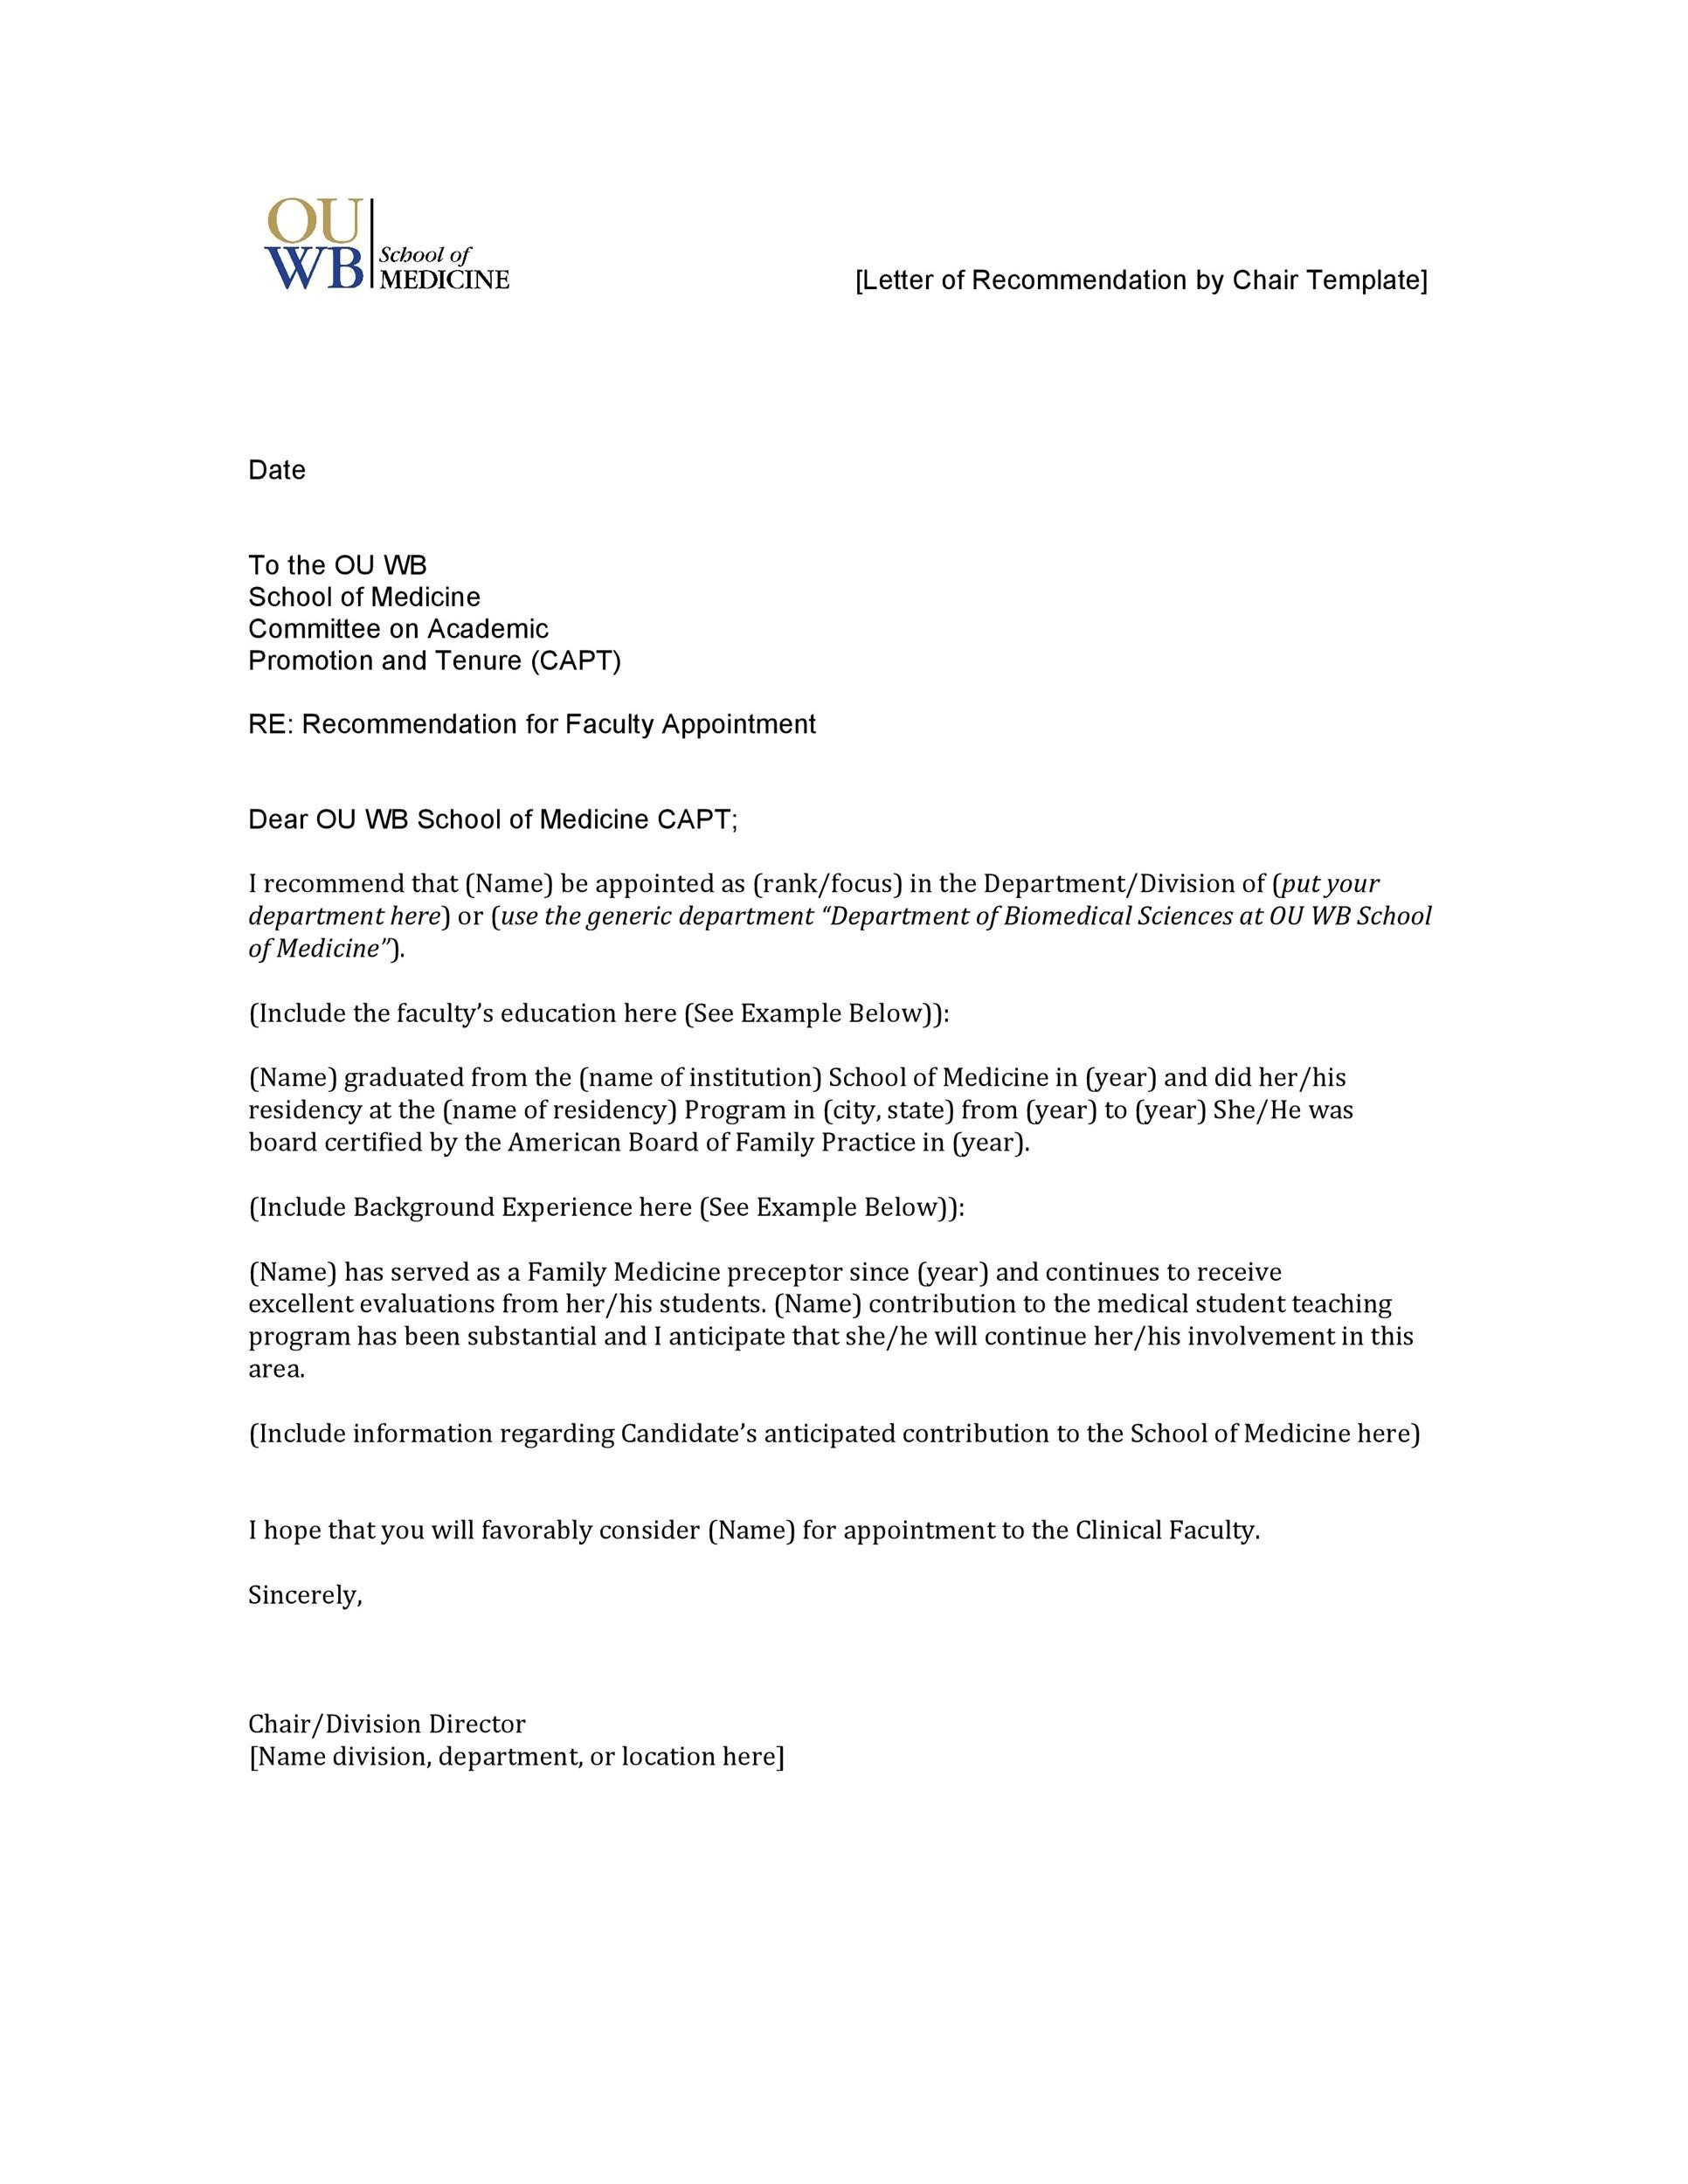 OU
WB
School of
MEDICINE
[Letter of Recommendation by Chair Template]
Date
To the OU WB
School of Medicine
Committee on Academic
Promotion and Tenure (CAPT)
RE: Recommendation for Faculty Appointment
Dear OU WB School of Medicine CAPT;
I recommend that (Name) be appointed as (rank/focus) in the Department/Division of (put your
department here) or (use the generic department “Department of Biomedical Sciences at OU WB School
of Medicine”).
(Include the faculty’s education here (See Example Below)):
(Name) graduated from the (name of institution) School of Medicine in (year) and did her/his
residency at the (name of residency) Program in (city, state) from (year) to (year) She/He was
board certified by the American Board of Family Practice in (year).
(Include Background Experience here (See Example Below)):
(Name) has served as a Family Medicine preceptor since (year) and continues to receive
excellent evaluations from her/his students. (Name) contribution to the medical student teaching
program has been substantial and I anticipate that she/he will continue her/his involvement in this
area.
(Include information regarding Candidate’s anticipated contribution to the School of Medicine here)
I hope that you will favorably consider (Name) for appointment to the Clinical Faculty.
Sincerely,
Chair/Division Director
[Name division, department, or location here]